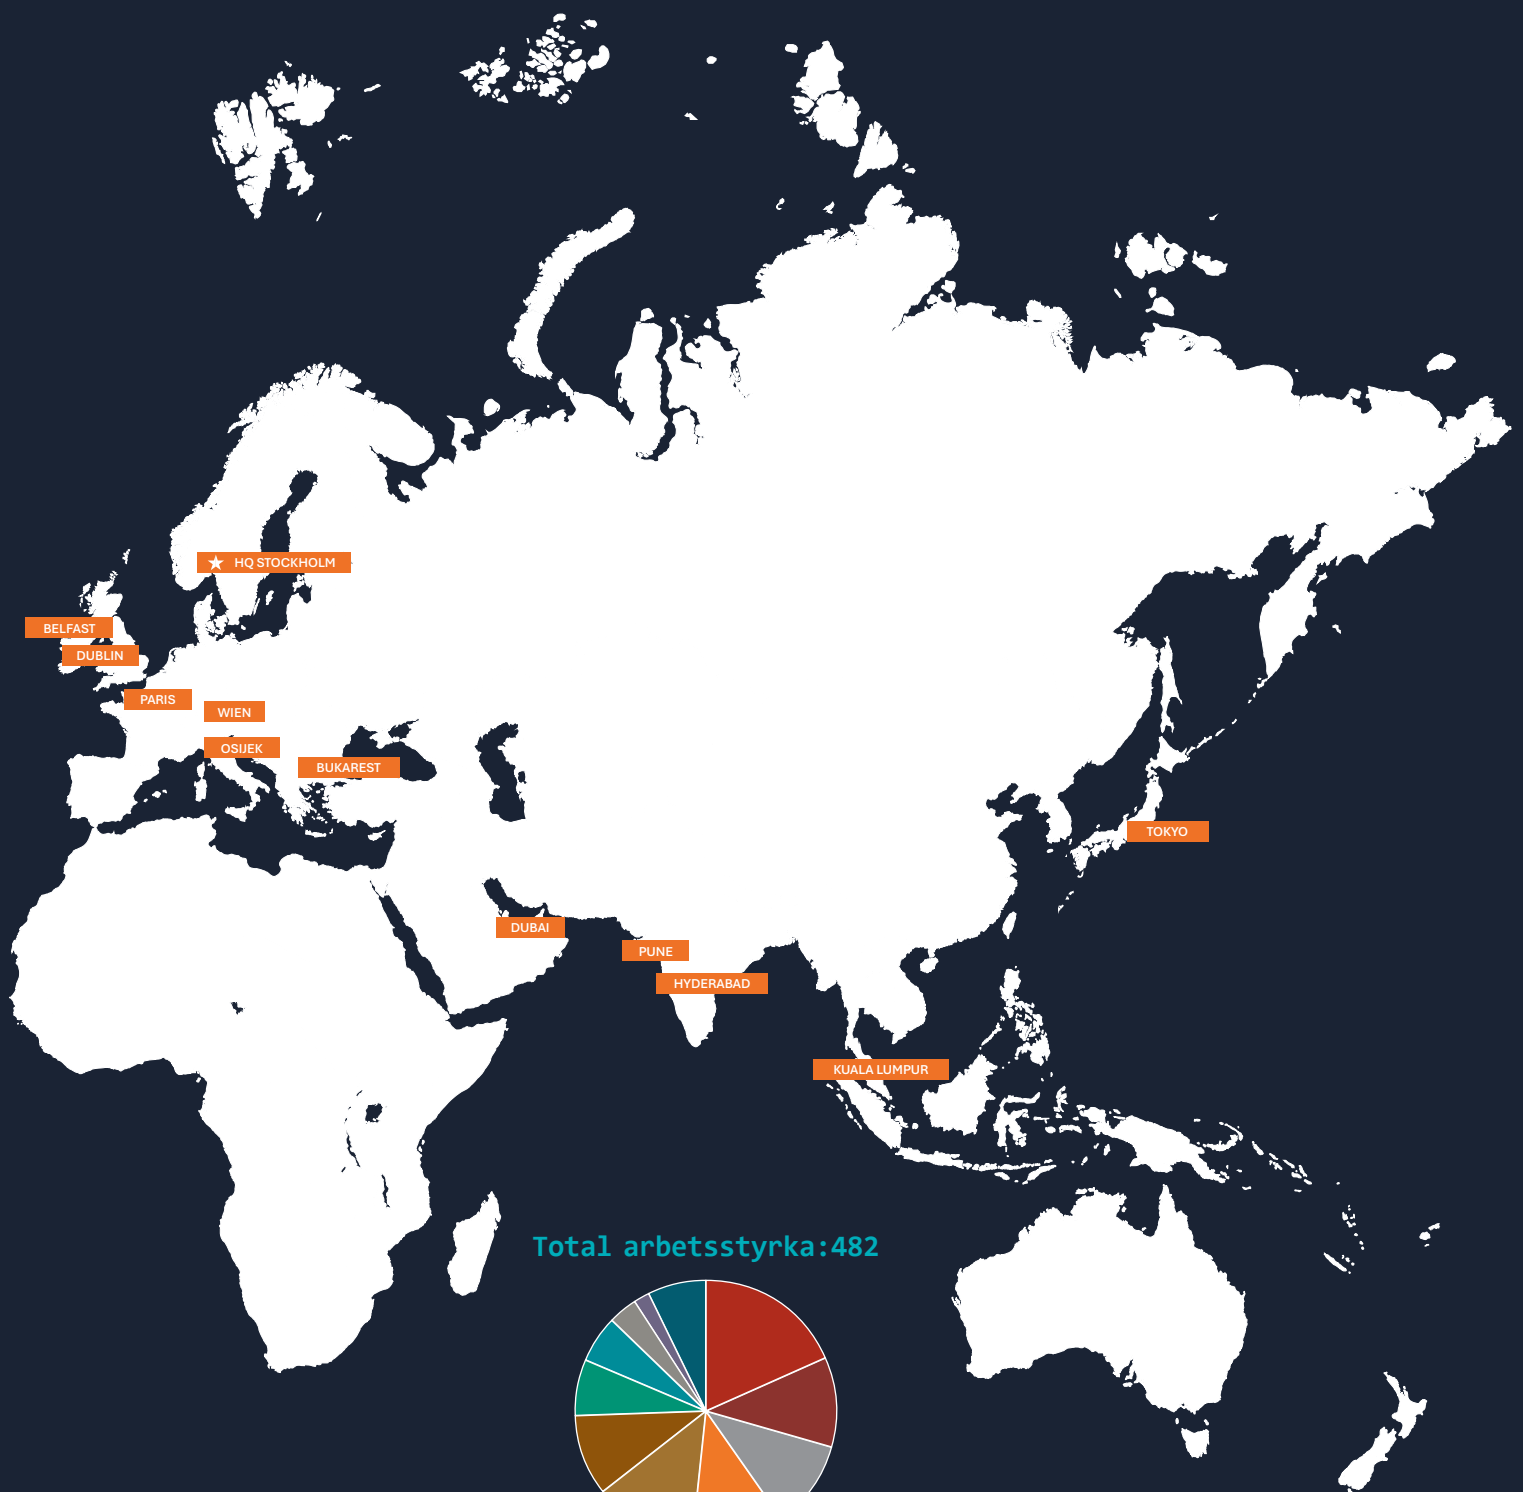 HQ STOCKHOLM
BELFAST
DUBLIN
PARIS
WIEN
OSIJEK
BUKAREST
TOKYO
DUBAI
PUNE
HYDERABAD
KUALA LUMPUR
Total arbetsstyrka:482